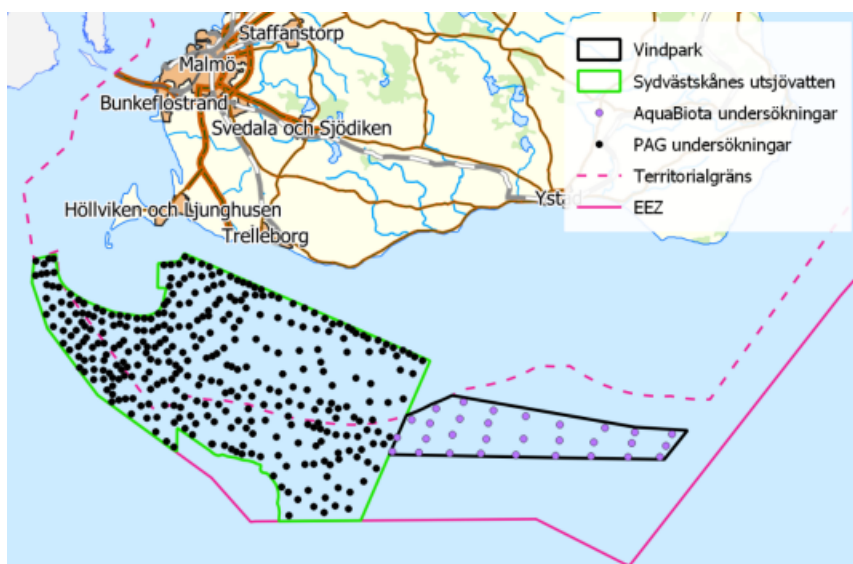 Staffanstorp
Malmö
Bunkeflostrand
Svedala och Sjödiken
Höllviken och Ljunghusen
Trelleborg
Ystad
Vindpark
Sydvästskånes utsjövatten
AquaBiota undersökningar
PAG undersökningar
Territorialgräns
EEZ